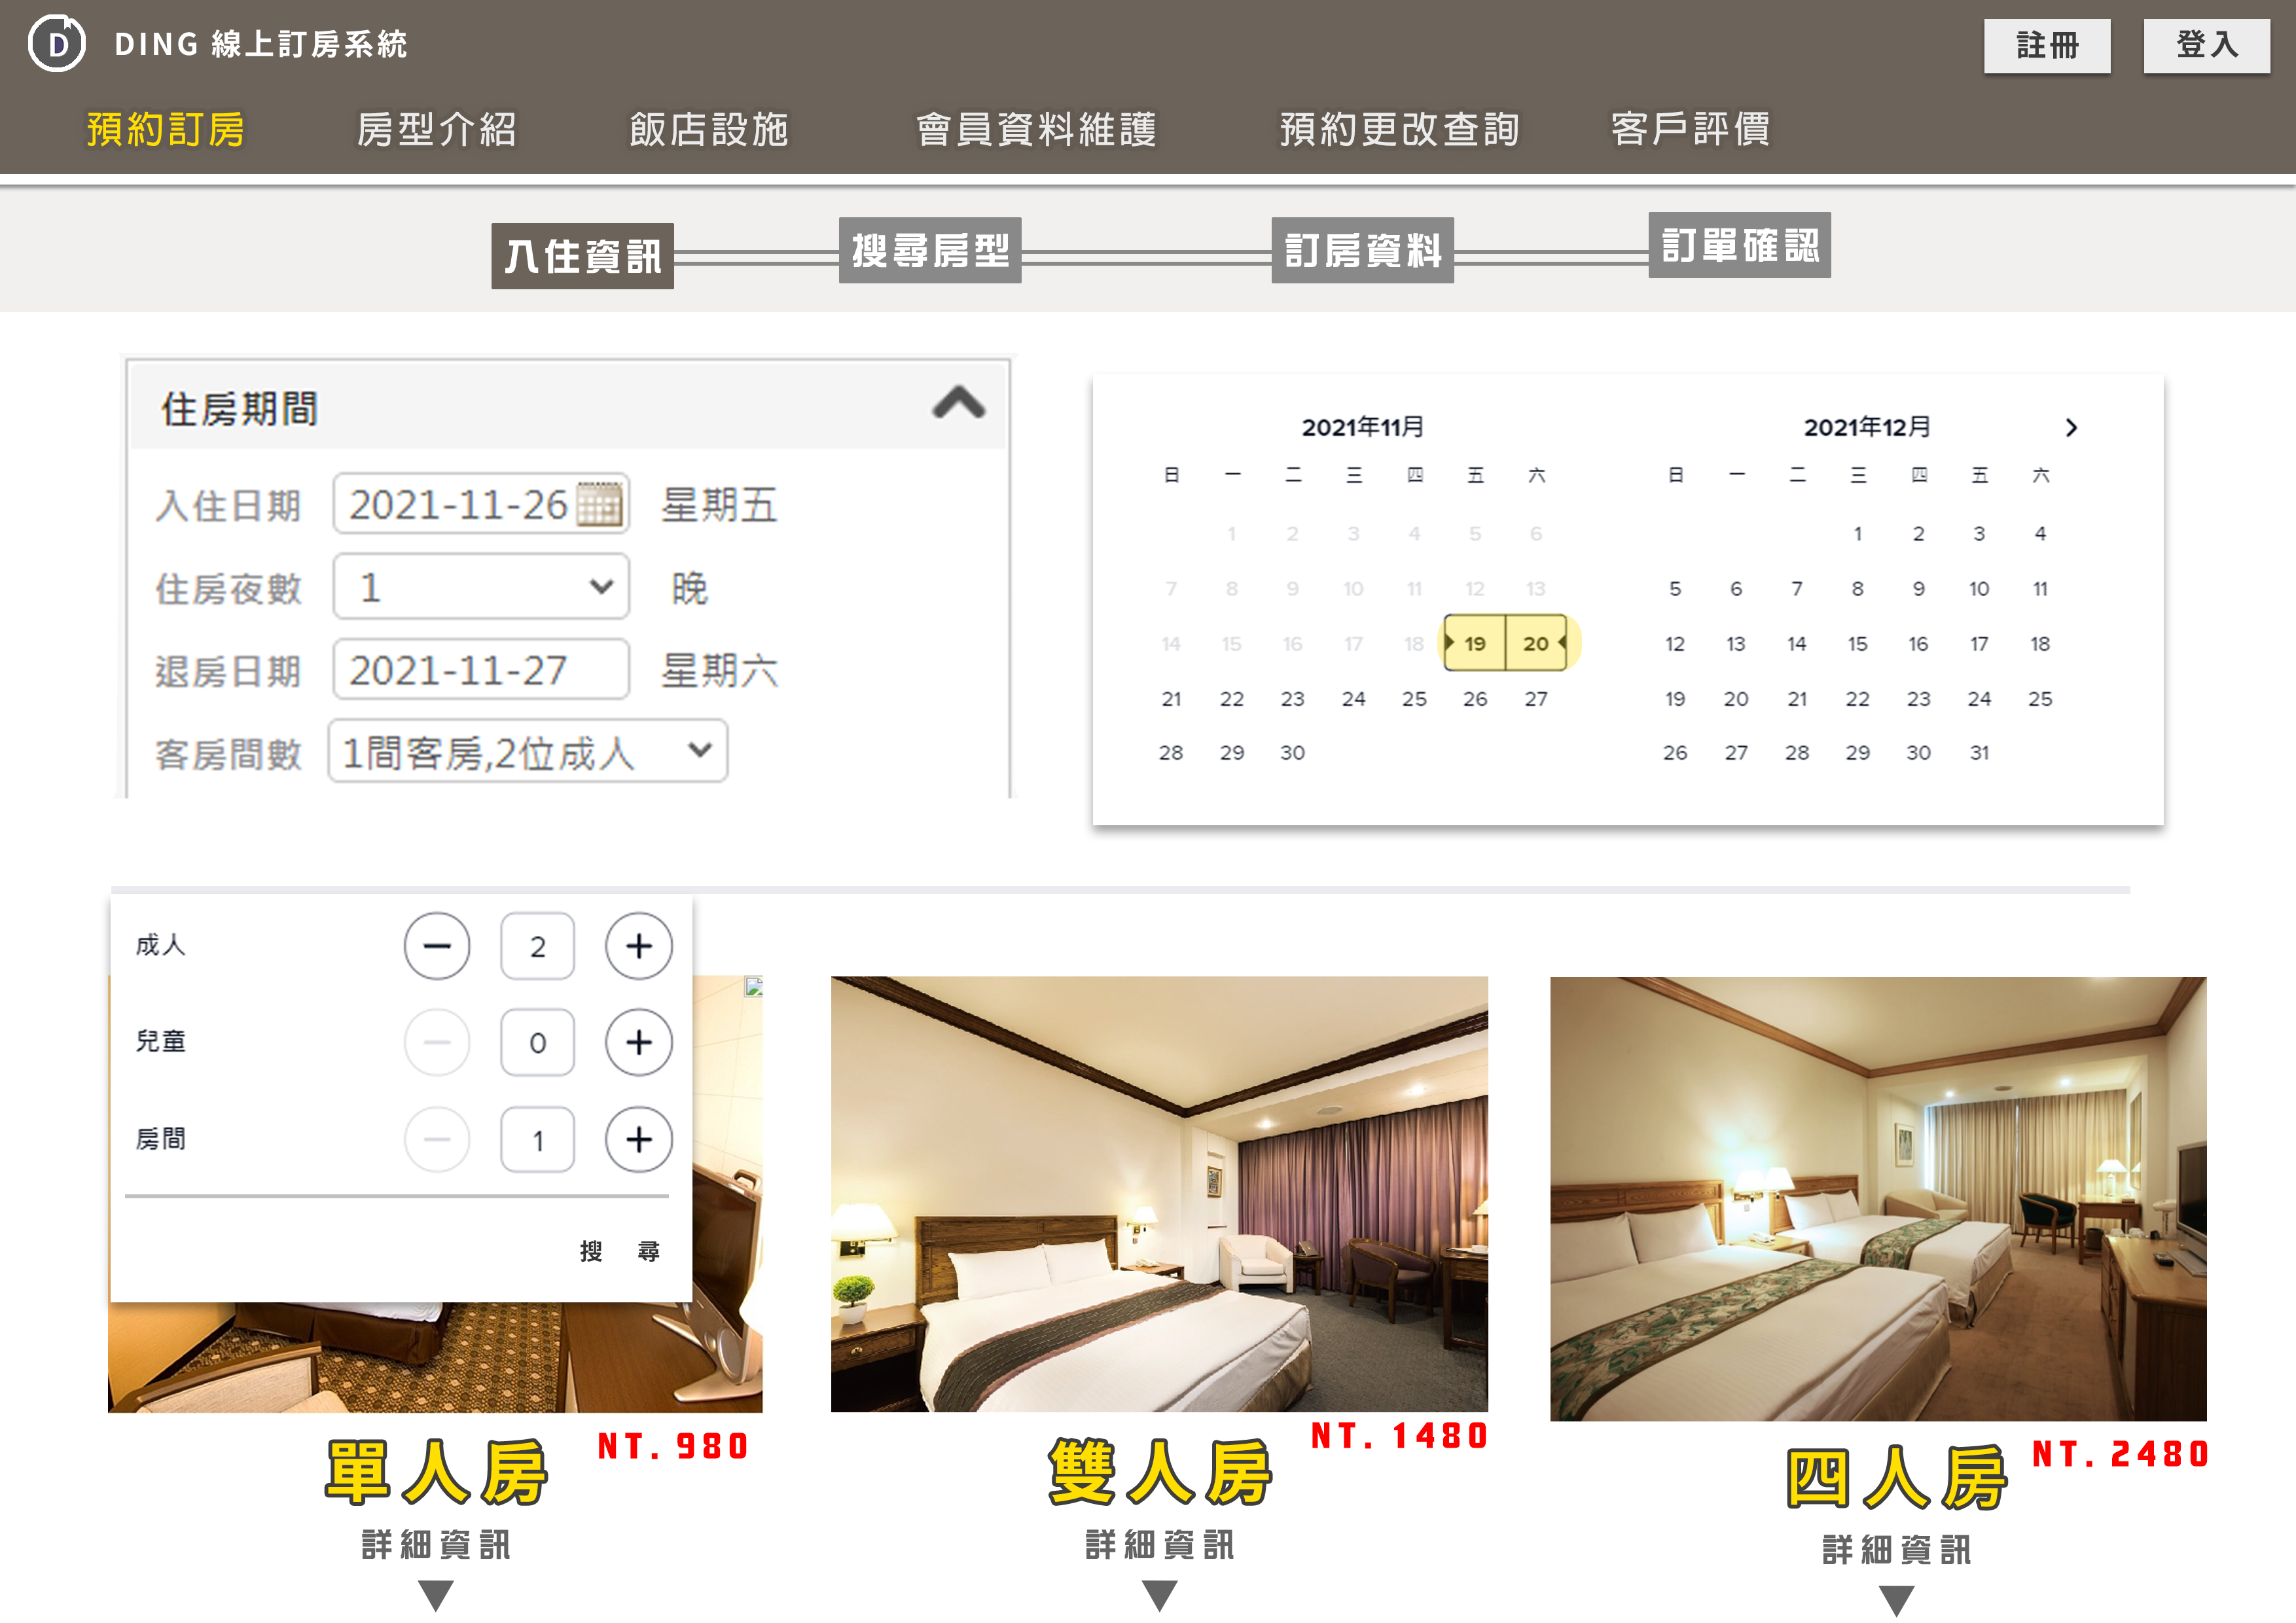 D DING 線上訂房系統
註冊 登入
預約訂房 房型介紹 飯店設施 會員資料維護 預約更改查詢 客戶評價
入住資訊 搜尋房型 訂房資料 訂單確認
住房期間
入住日期 2021-11-26 星期五
住房夜數 1 晚
退房日期 2021-11-27 星期六
客房間數 1間客房,2位成人
2021年11月
日 一 二 三 四 五 六
1 2 3 4 5 6
7 8 9 10 11 12 13
14 15 16 17 18 19 20
21 22 23 24 25 26 27
28 29 30
2021年12月
日 一 二 三 四 五 六
1 2 3 4
5 6 7 8 9 10 11
12 13 14 15 16 17 18
19 20 21 22 23 24 25
26 27 28 29 30 31
成人 2
兒童 0
房間 1
搜 尋
單人房 NT. 980
詳細資訊
雙人房 NT. 1480
詳細資訊
四人房 NT. 2480
詳細資訊